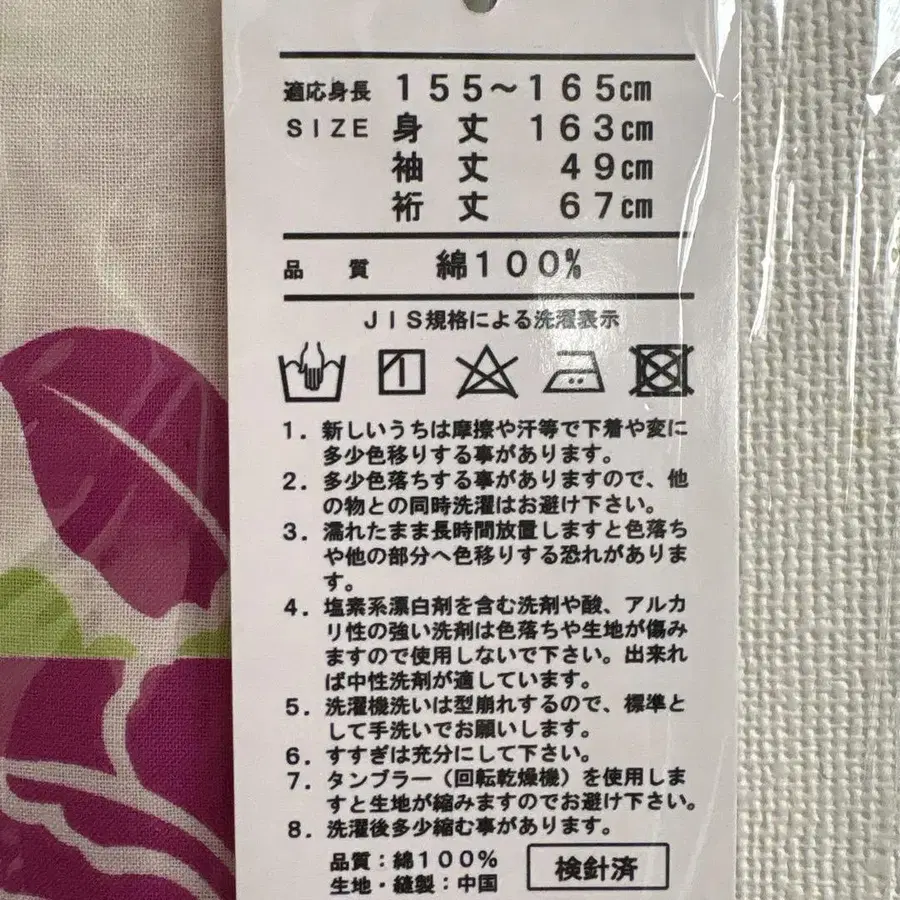 適応身長 155～165cm
SIZE 身丈 163cm
袖丈 49cm
裄丈 67cm
品質 綿100%
JIS規格による洗濯表示
1. 新しいうちは摩擦や汗等で下着や変に
多少色移りする事があります。
2. 多少色落ちする事がありますので、他
の物との同時洗濯はお避け下さい。
3. 濡れたまま長時間放置しますと色落ち
や他の部分へ色移りする恐れがありま
す。
4. 塩素系漂白剤を含む洗剤や酸、アルカ
リ性の強い洗剤は色落ちや生地が傷み
ますので使用しないで下さい。出来れ
ば中性洗剤が適しています。
5. 洗濯機洗いは型崩れするので、標準と
して手洗いでお願いします。
6. すすぎは充分にして下さい。
7. タンブラー（回転乾燥機）を使用しま
すと生地が縮みますのでお避け下さい。
8. 洗濯後多少縮む事があります。
品質：綿100%
生地・縫製：中国
検針済